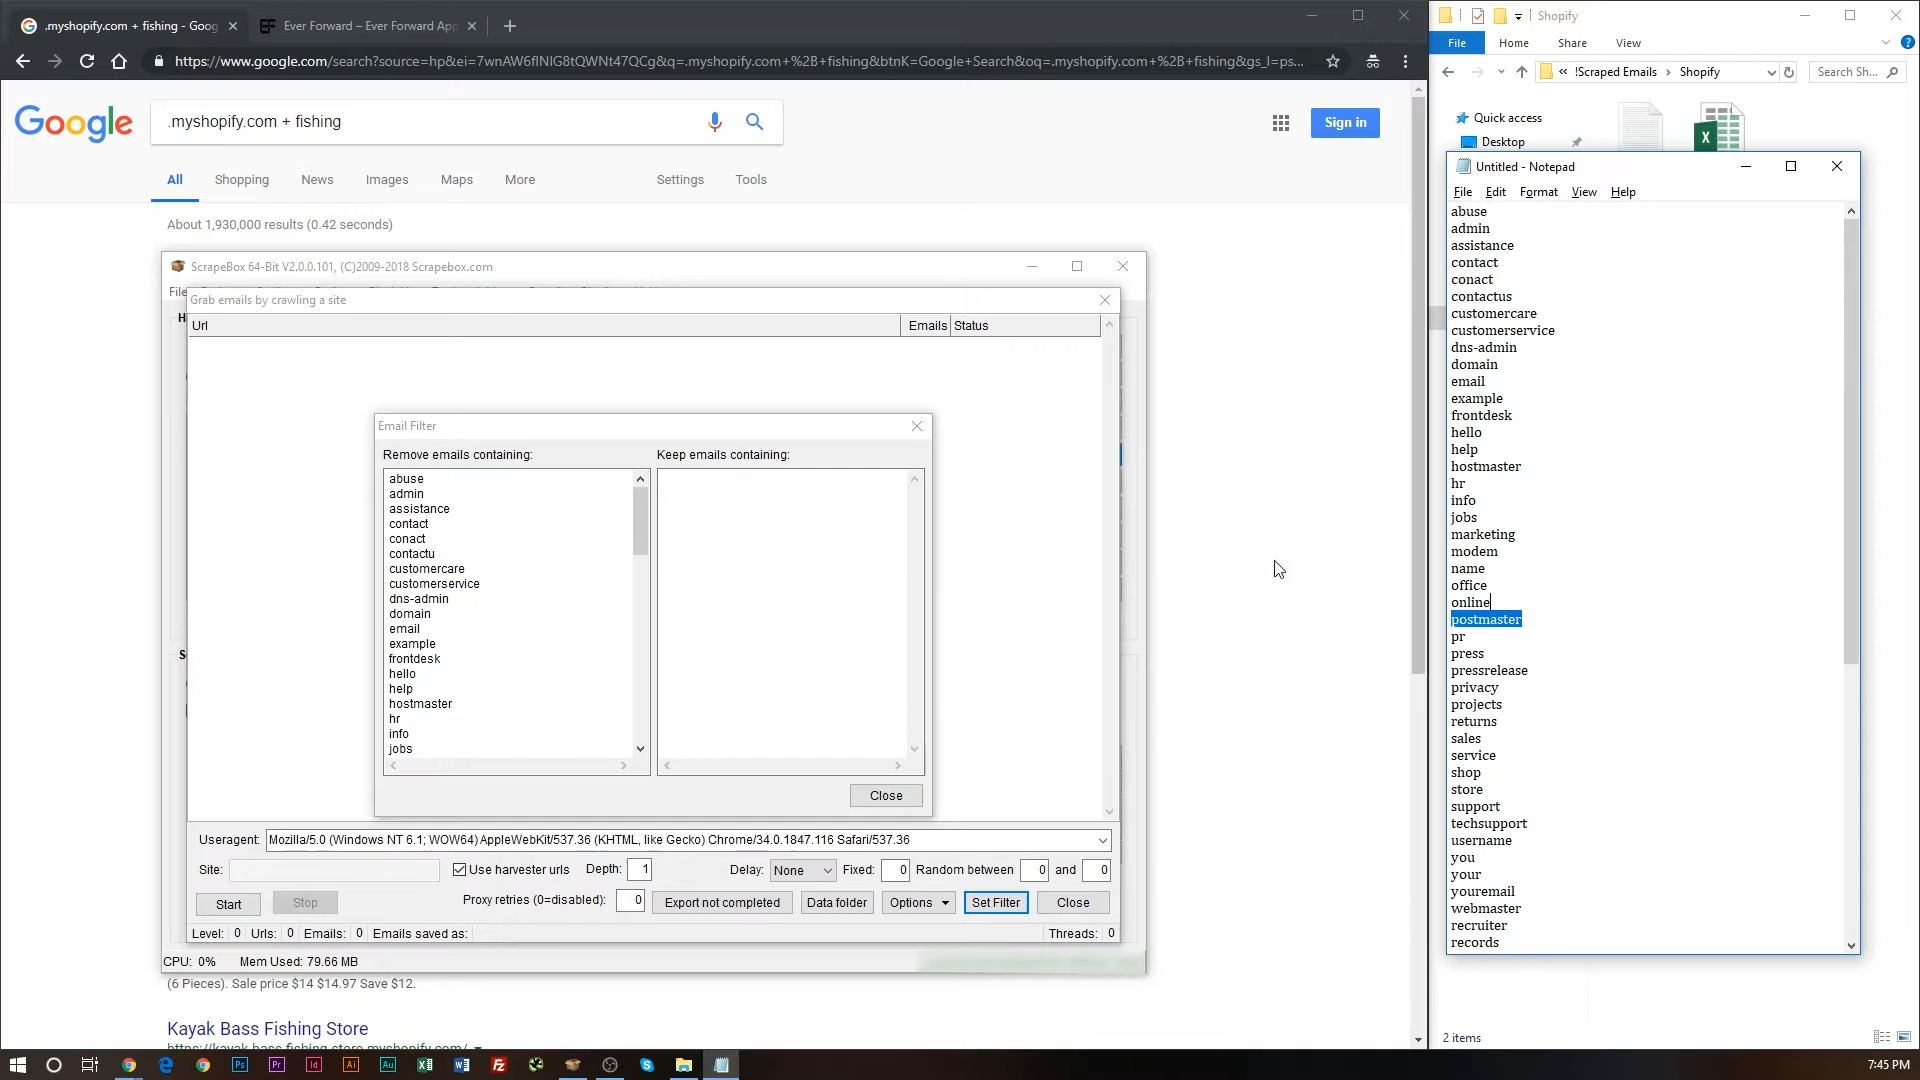 .myshopify.com + fishing - Goog
Ever Forward – Ever Forward App
https://www.google.com/search?source=hp&ei=7wnAW6flNIG8tQWNt47QCg&q=.myshopify.com+%2B+fishing&btnK=Google+Search&oq=.myshopify.com+%2B+fishing&gs_l=ps...
Google
.myshopify.com + fishing
Sign in
All
Shopping
News
Images
Maps
More
Settings
Tools
About 1,930,000 results (0.42 seconds)
ScrapeBox 64-Bit V2.0.0.101, (C)2009-2018 Scrapebox.com
File
Grab emails by crawling a site
Url
Emails
Status
Email Filter
Remove emails containing:
Keep emails containing:
abuse
admin
assistance
contact
conact
contactu
customercare
customerservice
dns-admin
domain
email
example
frontdesk
hello
help
hostmaster
hr
info
jobs
Close
Useragent: Mozilla/5.0 (Windows NT 6.1; WOW64) AppleWebKit/537.36 (KHTML, like Gecko) Chrome/34.0.1847.116 Safari/537.36
Site:
Use harvester urls
Depth: 1
Delay: None
Fixed: 0
Random between 0 and 0
Start
Stop
Proxy retries (0=disabled): 0
Export not completed
Data folder
Options
Set Filter
Close
Level: 0 Urls: 0 Emails: 0 Emails saved as:
Threads: 0
CPU: 0% Mem Used: 79.66 MB
(6 Pieces). Sale price $14 $14.97 Save $12.
Kayak Bass Fishing Store
https://kayak-bass-fishing-store.myshopify.com/
Shopify
File
Home
Share
View
« !Scraped Emails › Shopify
Search Sh...
Quick access
Desktop
Untitled - Notepad
File Edit Format View Help
abuse
admin
assistance
contact
conact
contactus
customercare
customerservice
dns-admin
domain
email
example
frontdesk
hello
help
hostmaster
hr
info
jobs
marketing
modem
name
office
online
postmaster
pr
press
pressrelease
privacy
projects
returns
sales
service
shop
store
support
techsupport
username
you
your
youremail
webmaster
recruiter
records
2 items
7:45 PM